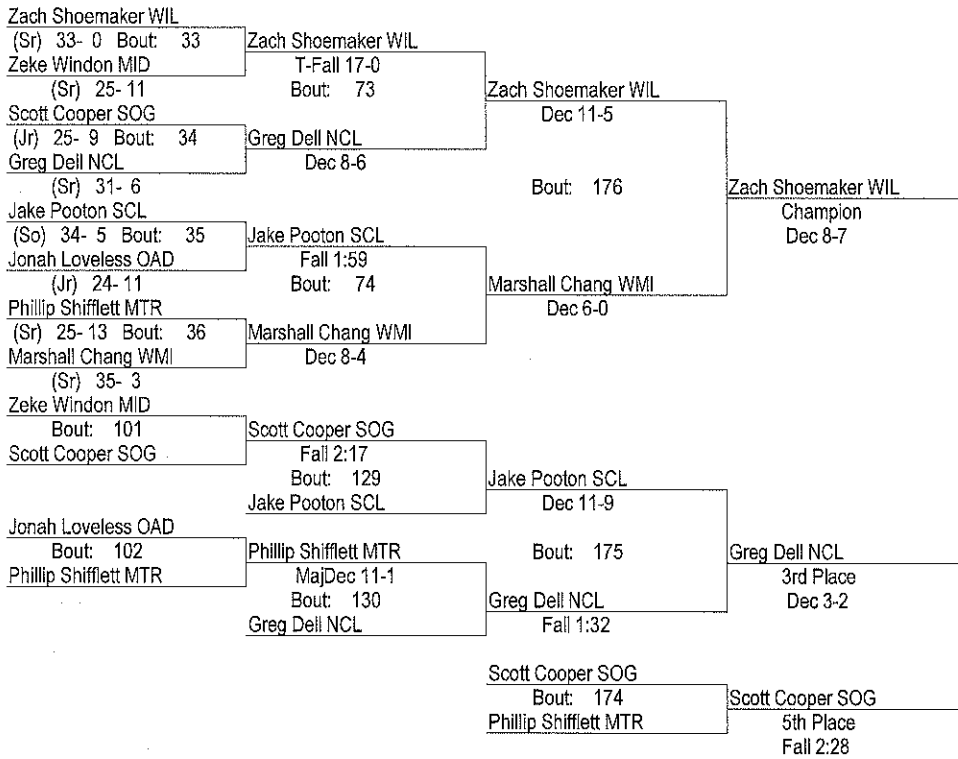 Zach Shoemaker WIL
(Sr) 33- 0 Bout: 33
Zach Shoemaker WIL
Zeke Windon MID
T-Fall 17-0
(Sr) 25- 11
Bout: 73
Zach Shoemaker WIL
Scott Cooper SOG
Dec 11-5
(Jr) 25- 9 Bout: 34
Greg Dell NCL
Greg Dell NCL
Dec 8-6
(Sr) 31- 6
Bout: 176
Zach Shoemaker WIL
Jake Pooton SCL
Champion
(So) 34- 5 Bout: 35
Jake Pooton SCL
Dec 8-7
Jonah Loveless OAD
Fall 1:59
(Jr) 24- 11
Bout: 74
Marshall Chang WMI
Phillip Shifflett MTR
Dec 6-0
(Sr) 25- 13 Bout: 36
Marshall Chang WMI
Marshall Chang WMI
Dec 8-4
(Sr) 35- 3
Zeke Windon MID
Bout: 101
Scott Cooper SOG
Scott Cooper SOG
Fall 2:17
Bout: 129
Jake Pooton SCL
Jake Pooton SCL
Dec 11-9
Jonah Loveless OAD
Bout: 102
Phillip Shifflett MTR
Bout: 175
Greg Dell NCL
Phillip Shifflett MTR
MajDec 11-1
3rd Place
Bout: 130
Greg Dell NCL
Dec 3-2
Greg Dell NCL
Fall 1:32
Scott Cooper SOG
Bout: 174
Scott Cooper SOG
Phillip Shifflett MTR
5th Place
Fall 2:28